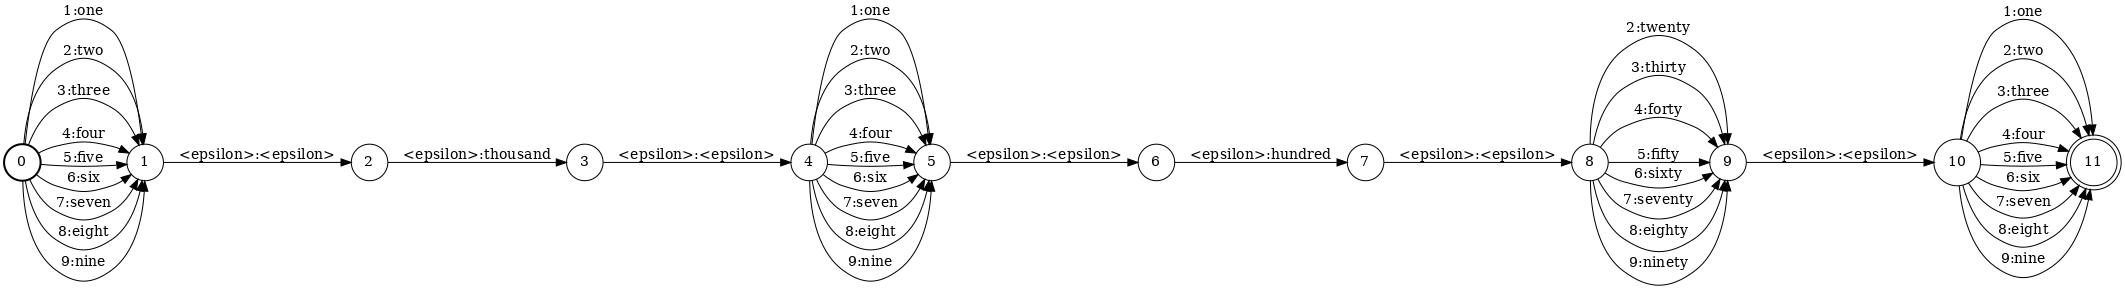 1:one
2:two
3:three
4:four
5:five
6:six
7:seven
8:eight
9:nine
0
1
<epsilon>:<epsilon>
2
<epsilon>:thousand
3
<epsilon>:<epsilon>
4
1:one
2:two
3:three
4:four
5:five
6:six
7:seven
8:eight
9:nine
5
<epsilon>:<epsilon>
6
<epsilon>:hundred
7
<epsilon>:<epsilon>
8
2:twenty
3:thirty
4:forty
5:fifty
6:sixty
7:seventy
8:eighty
9:ninety
9
<epsilon>:<epsilon>
10
1:one
2:two
3:three
4:four
5:five
6:six
7:seven
8:eight
9:nine
11